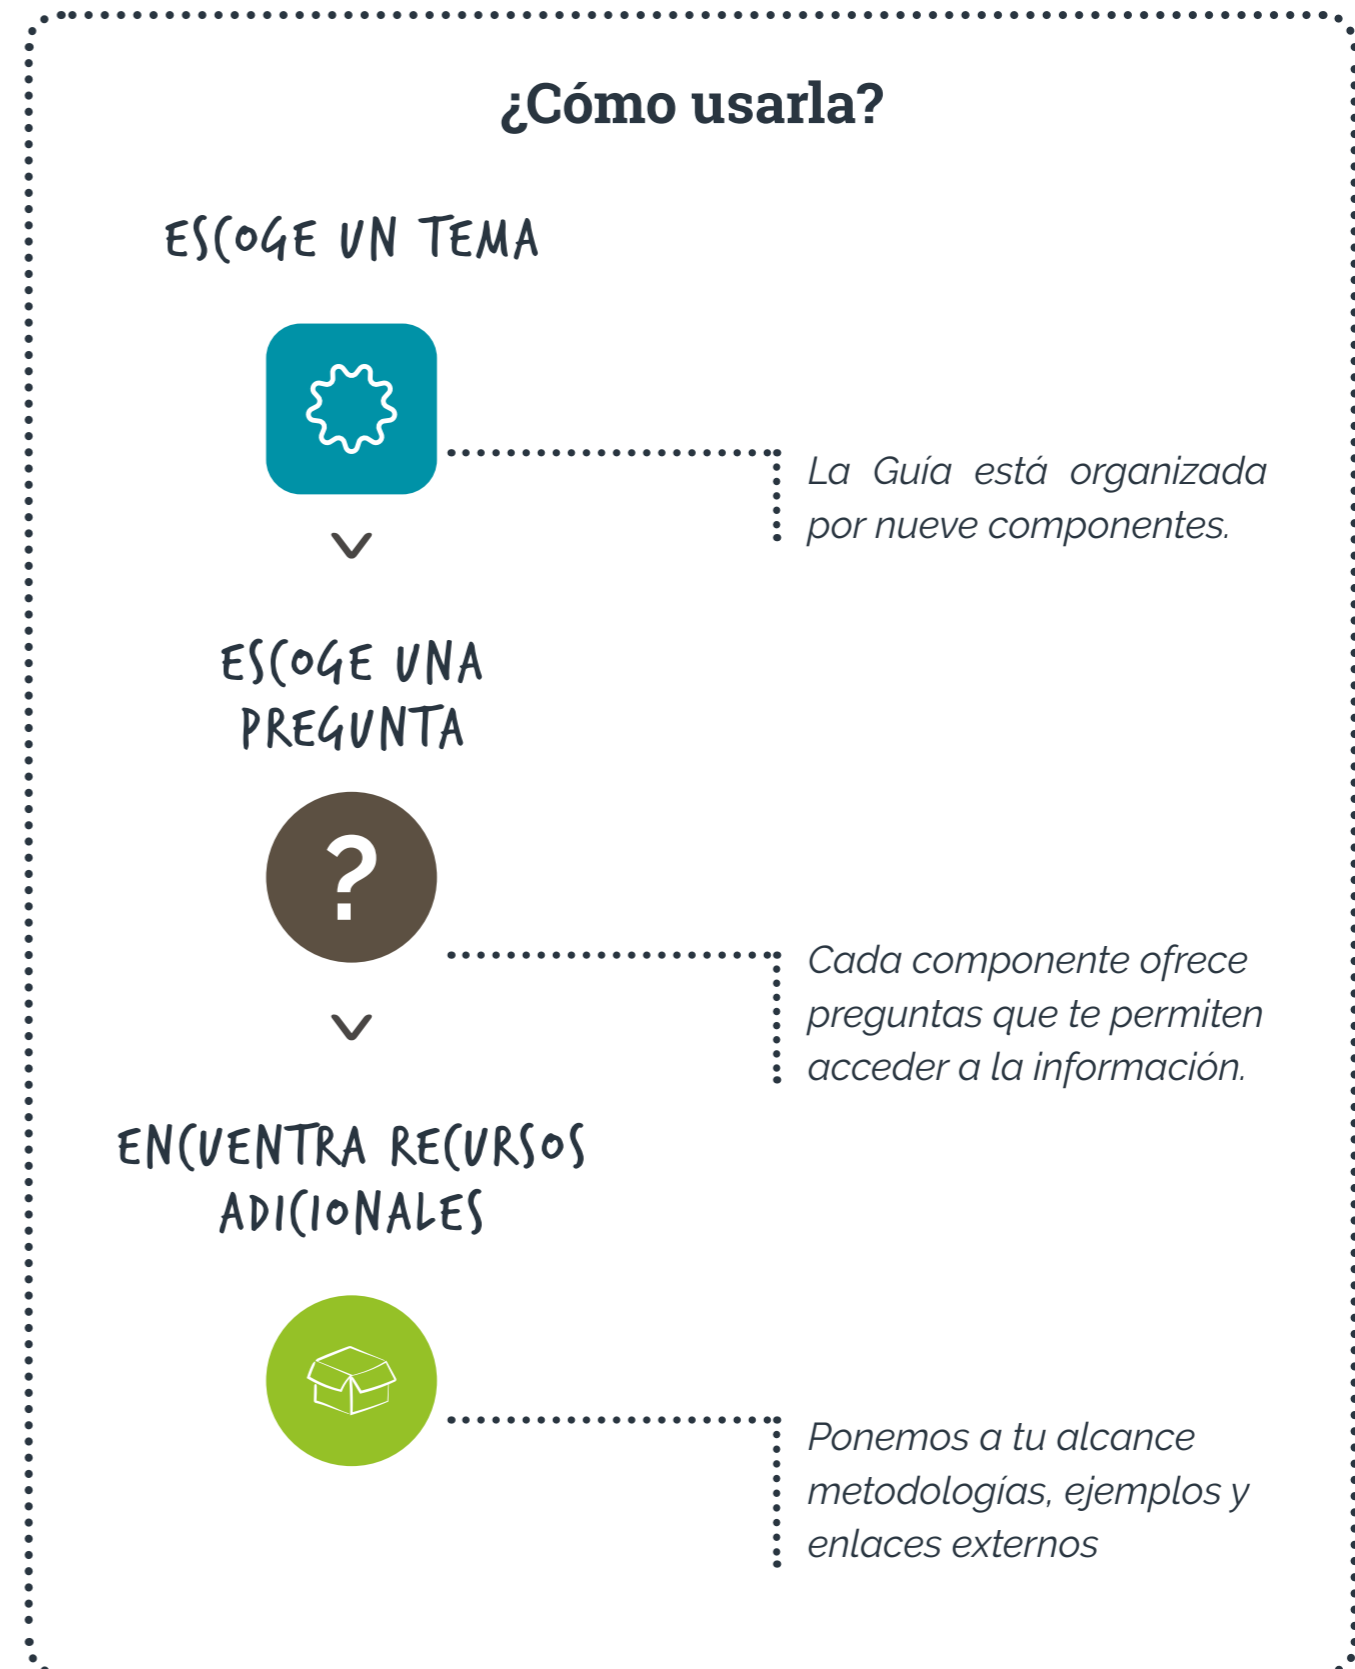 ¿Cómo usarla?
ESCOGE UN TEMA
La Guía está organizada
por nueve componentes.
ESCOGE UNA
PREGUNTA
?
Cada componente ofrece
preguntas que te permiten
acceder a la información.
ENCUENTRA RECURSOS
ADICIONALES
Ponemos a tu alcance
metodologías, ejemplos y
enlaces externos